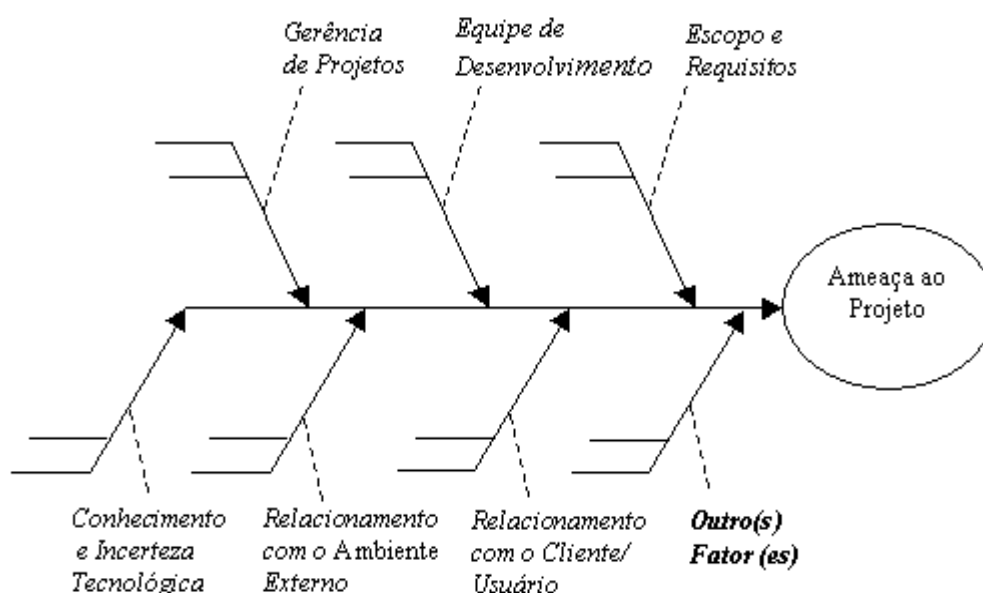 Gerência
de Projetos
Equipe de
Desenvolvimento
Escopo e
Requisitos
Ameaça ao
Projeto
Conhecimento
e Incerteza
Tecnológica
Relacionamento
com o Ambiente
Externo
Relacionamento
com o Cliente/
Usuário
Outro(s)
Fator (es)